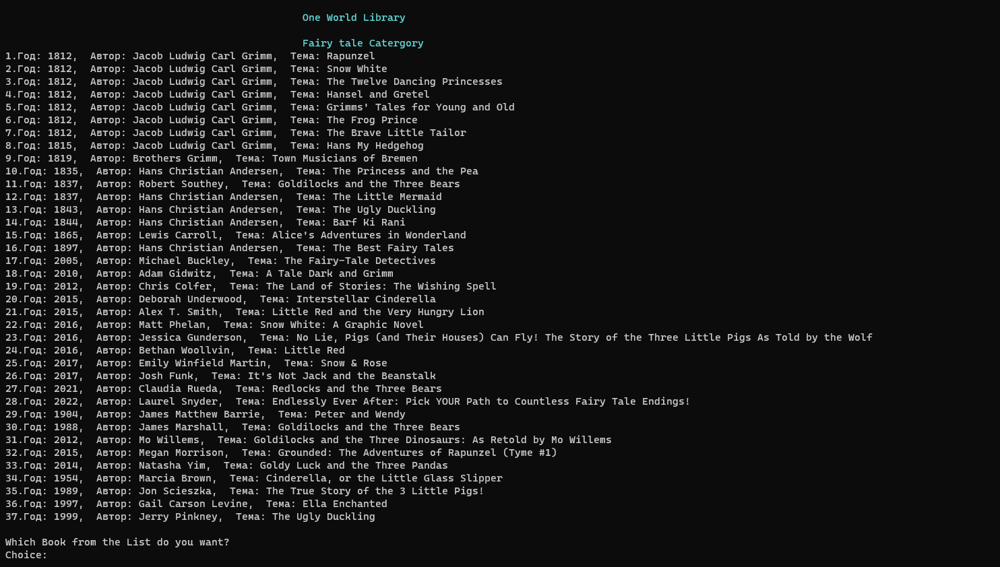 One World Library
Fairy tale Catergory
1.Год: 1812,  Автор: Jacob Ludwig Carl Grimm,  Тема: Rapunzel
2.Год: 1812,  Автор: Jacob Ludwig Carl Grimm,  Тема: Snow White
3.Год: 1812,  Автор: Jacob Ludwig Carl Grimm,  Тема: The Twelve Dancing Princesses
4.Год: 1812,  Автор: Jacob Ludwig Carl Grimm,  Тема: Hansel and Gretel
5.Год: 1812,  Автор: Jacob Ludwig Carl Grimm,  Тема: Grimms' Tales for Young and Old
6.Год: 1812,  Автор: Jacob Ludwig Carl Grimm,  Тема: The Frog Prince
7.Год: 1812,  Автор: Jacob Ludwig Carl Grimm,  Тема: The Brave Little Tailor
8.Год: 1815,  Автор: Jacob Ludwig Carl Grimm,  Тема: Hans My Hedgehog
9.Год: 1819,  Автор: Brothers Grimm,  Тема: Town Musicians of Bremen
10.Год: 1835,  Автор: Hans Christian Andersen,  Тема: The Princess and the Pea
11.Год: 1837,  Автор: Robert Southey,  Тема: Goldilocks and the Three Bears
12.Год: 1837,  Автор: Hans Christian Andersen,  Тема: The Little Mermaid
13.Год: 1843,  Автор: Hans Christian Andersen,  Тема: The Ugly Duckling
14.Год: 1844,  Автор: Hans Christian Andersen,  Тема: Barf Ki Rani
15.Год: 1865,  Автор: Lewis Carroll,  Тема: Alice's Adventures in Wonderland
16.Год: 1897,  Автор: Hans Christian Andersen,  Тема: The Best Fairy Tales
17.Год: 2005,  Автор: Michael Buckley,  Тема: The Fairy-Tale Detectives
18.Год: 2010,  Автор: Adam Gidwitz,  Тема: A Tale Dark and Grimm
19.Год: 2012,  Автор: Chris Colfer,  Тема: The Land of Stories: The Wishing Spell
20.Год: 2015,  Автор: Deborah Underwood,  Тема: Interstellar Cinderella
21.Год: 2015,  Автор: Alex T. Smith,  Тема: Little Red and the Very Hungry Lion
22.Год: 2016,  Автор: Matt Phelan,  Тема: Snow White: A Graphic Novel
23.Год: 2016,  Автор: Jessica Gunderson,  Тема: No Lie, Pigs (and Their Houses) Can Fly! The Story of the Three Little Pigs As Told by the Wolf
24.Год: 2016,  Автор: Bethan Woollvin,  Тема: Little Red
25.Год: 2017,  Автор: Emily Winfield Martin,  Тема: Snow & Rose
26.Год: 2017,  Автор: Josh Funk,  Тема: It's Not Jack and the Beanstalk
27.Год: 2021,  Автор: Claudia Rueda,  Тема: Redlocks and the Three Bears
28.Год: 2022,  Автор: Laurel Snyder,  Тема: Endlessly Ever After: Pick YOUR Path to Countless Fairy Tale Endings!
29.Год: 1904,  Автор: James Matthew Barrie,  Тема: Peter and Wendy
30.Год: 1988,  Автор: James Marshall,  Тема: Goldilocks and the Three Bears
31.Год: 2012,  Автор: Mo Willems,  Тема: Goldilocks and the Three Dinosaurs: As Retold by Mo Willems
32.Год: 2015,  Автор: Megan Morrison,  Тема: Grounded: The Adventures of Rapunzel (Tyme #1)
33.Год: 2014,  Автор: Natasha Yim,  Тема: Goldy Luck and the Three Pandas
34.Год: 1954,  Автор: Marcia Brown,  Тема: Cinderella, or the Little Glass Slipper
35.Год: 1989,  Автор: Jon Scieszka,  Тема: The True Story of the 3 Little Pigs!
36.Год: 1997,  Автор: Gail Carson Levine,  Тема: Ella Enchanted
37.Год: 1999,  Автор: Jerry Pinkney,  Тема: The Ugly Duckling
Which Book from the List do you want?
Choice: